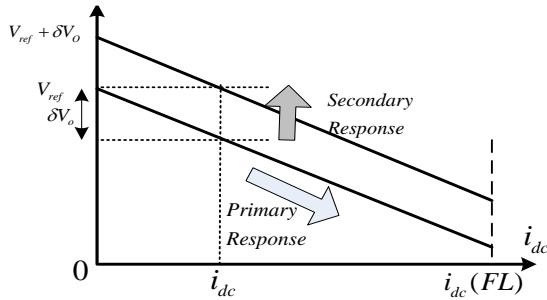 V_ref + δV_O
V_ref
δV_o
Secondary
Response
Primary
Response
0
i_dc
i_dc(FL)
i_dc